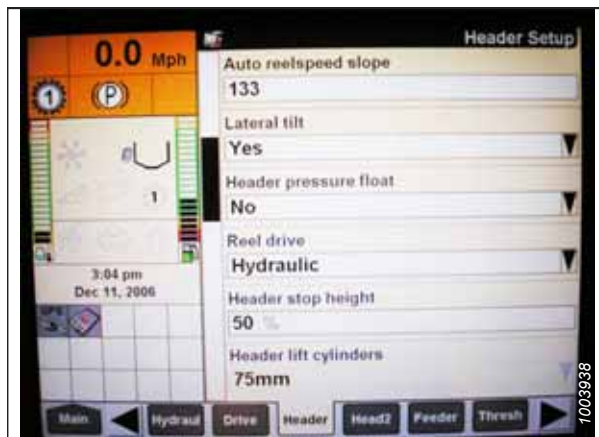 0.0 Mph
Header Setup
Auto reelspeed slope
133
1
P
Lateral tilt
Yes
1
Header pressure float
No
Reel drive
Hydraulic
3:04 pm
Dec 11, 2006
Header stop height
50 %
Header lift cylinders
75mm
Main
Hydraul
Drive
Header
Head2
Feeder
Thresh
1003938